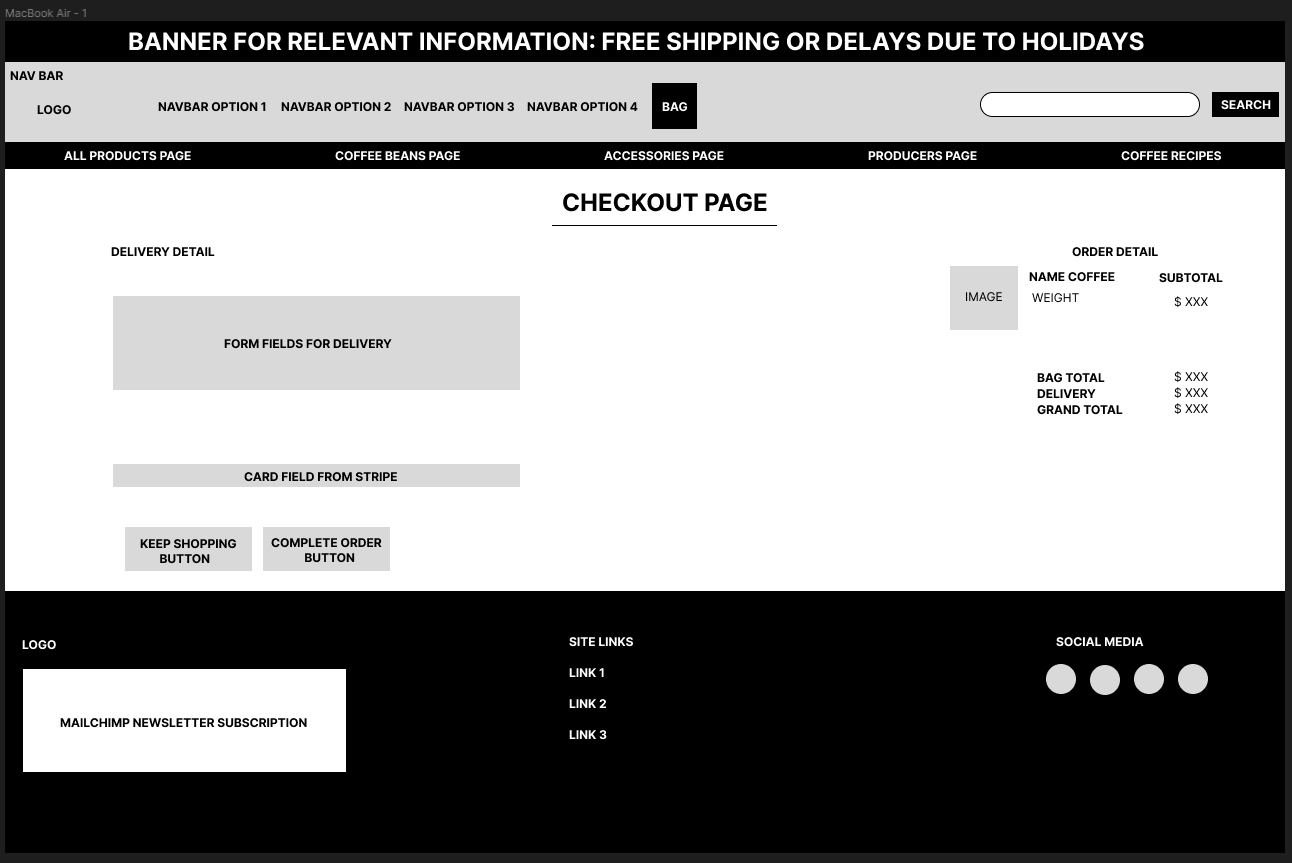 MacBook Air - 1
BANNER FOR RELEVANT INFORMATION: FREE SHIPPING OR DELAYS DUE TO HOLIDAYS
NAV BAR
LOGO
NAVBAR OPTION 1
NAVBAR OPTION 2
NAVBAR OPTION 3
NAVBAR OPTION 4
BAG
SEARCH
ALL PRODUCTS PAGE
COFFEE BEANS PAGE
ACCESSORIES PAGE
PRODUCERS PAGE
COFFEE RECIPES
CHECKOUT PAGE
DELIVERY DETAIL
FORM FIELDS FOR DELIVERY
CARD FIELD FROM STRIPE
KEEP SHOPPING
BUTTON
COMPLETE ORDER
BUTTON
ORDER DETAIL
IMAGE
NAME COFFEE
WEIGHT
SUBTOTAL
$ XXX
BAG TOTAL $ XXX
DELIVERY $ XXX
GRAND TOTAL $ XXX
LOGO
MAILCHIMP NEWSLETTER SUBSCRIPTION
SITE LINKS
LINK 1
LINK 2
LINK 3
SOCIAL MEDIA